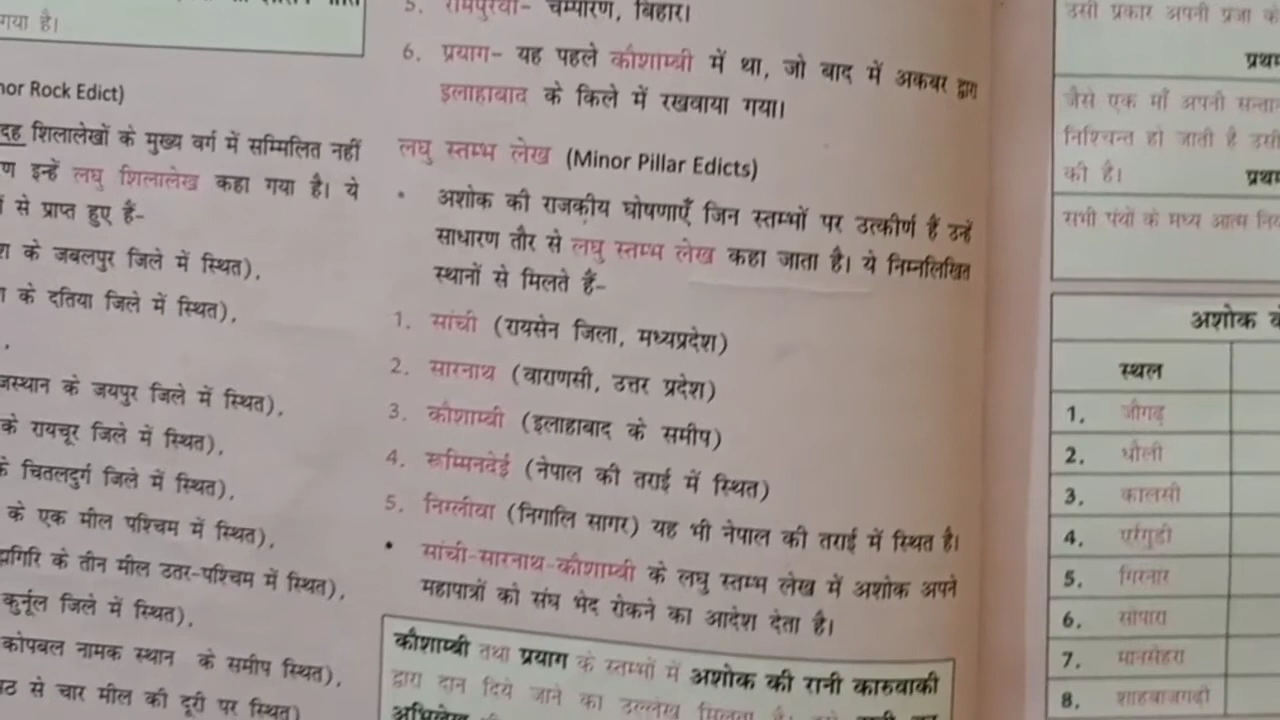 गया है।
nor Rock Edict)
दह शिलालेखों के मुख्य वर्ग में सम्मिलित नहीं
ण इन्हें लघु शिलालेख कहा गया है। ये
से प्राप्त हुए हैं–
के जबलपुर जिले में स्थित),
के दतिया जिले में स्थित),
जस्थान के जयपुर जिले में स्थित),
के रायचूर जिले में स्थित),
के चितलदुर्ग जिले में स्थित),
के एक मील पश्चिम में स्थित),
ह्मगिरि के तीन मील उतर-पश्चिम में स्थित),
कुर्नूल जिले में स्थित),
कोपबल नामक स्थान के समीप स्थित),
से चार मील की दूरी पर स्थित)
5. रामपुरवा– चम्पारण, बिहार।
6. प्रयाग– यह पहले कौशाम्बी में था, जो बाद में अकबर द्वारा
इलाहाबाद के किले में रखवाया गया।
लघु स्तम्भ लेख (Minor Pillar Edicts)
• अशोक की राजकीय घोषणाएँ जिन स्तम्भों पर उत्कीर्ण हैं उन्हें
साधारण तौर से लघु स्तम्भ लेख कहा जाता है। ये निम्नलिखित
स्थानों से मिलते हैं–
1. सांची (रायसेन जिला, मध्यप्रदेश)
2. सारनाथ (वाराणसी, उत्तर प्रदेश)
3. कौशाम्बी (इलाहाबाद के समीप)
4. रूम्मिनदेई (नेपाल की तराई में स्थित)
5. निग्लीवा (निगालि सागर) यह भी नेपाल की तराई में स्थित है।
• सांची-सारनाथ-कौशाम्बी के लघु स्तम्भ लेख में अशोक अपने
महापात्रों को संघ भेद रोकने का आदेश देता है।
कौशाम्बी तथा प्रयाग के स्तम्भों में अशोक की रानी कारुवाकी
द्वारा दान दिये जाने का उल्लेख मिलता है।
अभिलेख
उसी प्रकार अपनी प्रजा
प्रथम
जैसे एक माँ अपनी सन्तान
निश्चिन्त हो जाती है उसी
की है।
प्रथम
सभी पंथों के मध्य आत्म
अशोक के
स्थल
1. जौगढ़
2. धौली
3. कालसी
4. एर्रगुडी
5. गिरनार
6. सोपारा
7. मानसेहरा
8. शाहबाजगढ़ी